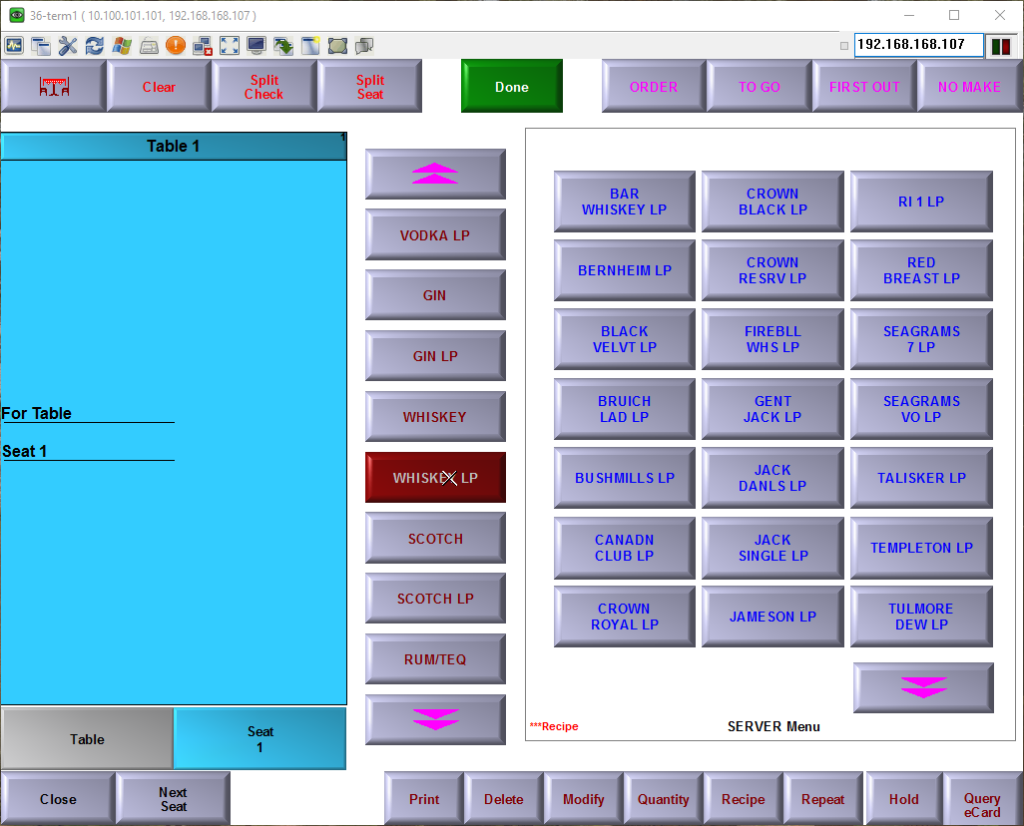 36-term1 ( 10.100.101.101, 192.168.168.107 )
192.168.168.107
Clear
Split
Check
Split
Seat
Done
ORDER
TO GO
FIRST OUT
NO MAKE
Table 1
1
For Table
Seat 1
Table
Seat
1
VODKA LP
GIN
GIN LP
WHISKEY
WHISKEY LP
SCOTCH
SCOTCH LP
RUM/TEQ
BAR
WHISKEY LP
CROWN
BLACK LP
RI 1 LP
BERNHEIM LP
CROWN
RESRV LP
RED
BREAST LP
BLACK
VELVT LP
FIREBLL
WHS LP
SEAGRAMS
7 LP
BRUICH
LAD LP
GENT
JACK LP
SEAGRAMS
VO LP
BUSHMILLS LP
JACK
DANLS LP
TALISKER LP
CANADN
CLUB LP
JACK
SINGLE LP
TEMPLETON LP
CROWN
ROYAL LP
JAMESON LP
TULMORE
DEW LP
***Recipe
SERVER Menu
Close
Next
Seat
Print
Delete
Modify
Quantity
Recipe
Repeat
Hold
Query
eCard